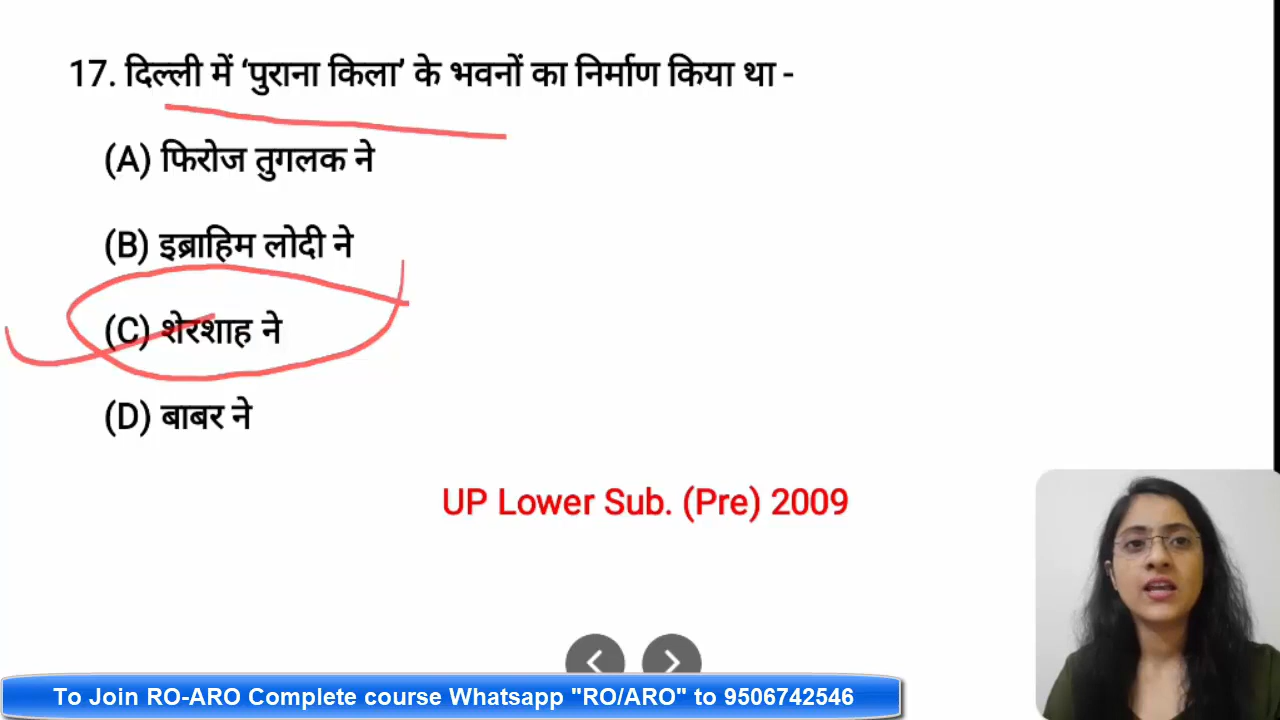 17. दिल्ली में ‘पुराना किला’ के भवनों का निर्माण किया था -
(A) फिरोज तुगलक ने
(B) इब्राहिम लोदी ने
(C) शेरशाह ने
(D) बाबर ने
UP Lower Sub. (Pre) 2009
To Join RO-ARO Complete course Whatsapp "RO/ARO" to 9506742546